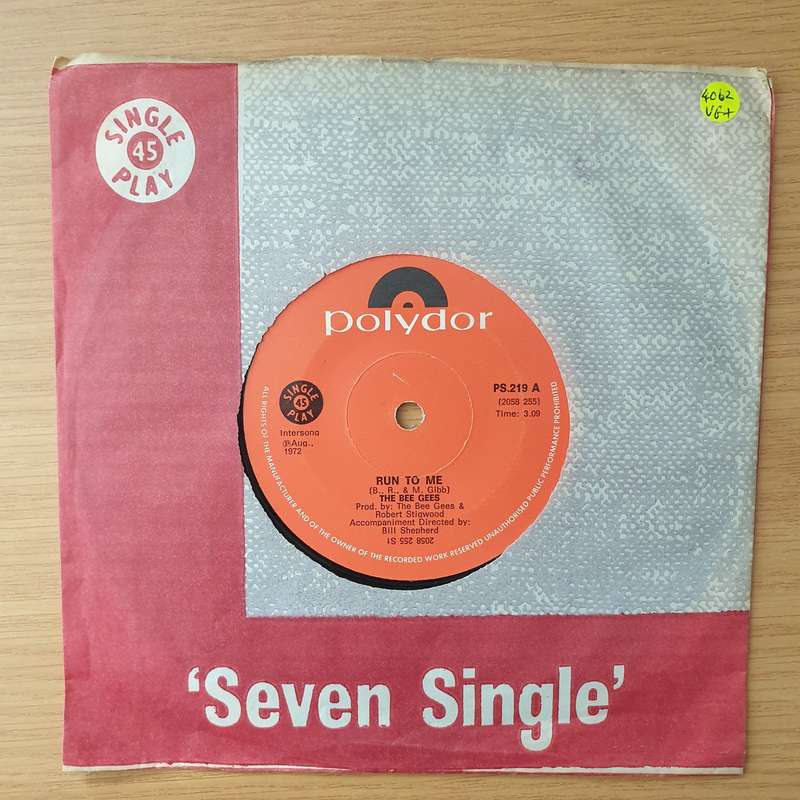 SINGLE
45
PLAY
4062
VG+
polydor
PS.219 A
[2058 255]
Time: 3.09
SINGLE
45
PLAY
Intersong
ⓅAug.,
1972
RUN TO ME
(B., R., & M. Gibb)
THE BEE GEES
Prod. by: The Bee Gees &
Robert Stigwood
Accompaniment Directed by:
Bill Shepherd
2058 255 S1
ALL RIGHTS OF THE MANUFACTURER AND OF THE OWNER OF THE RECORDED WORK RESERVED UNAUTHORISED PUBLIC PERFORMANCE PROHIBITED
‘Seven Single’